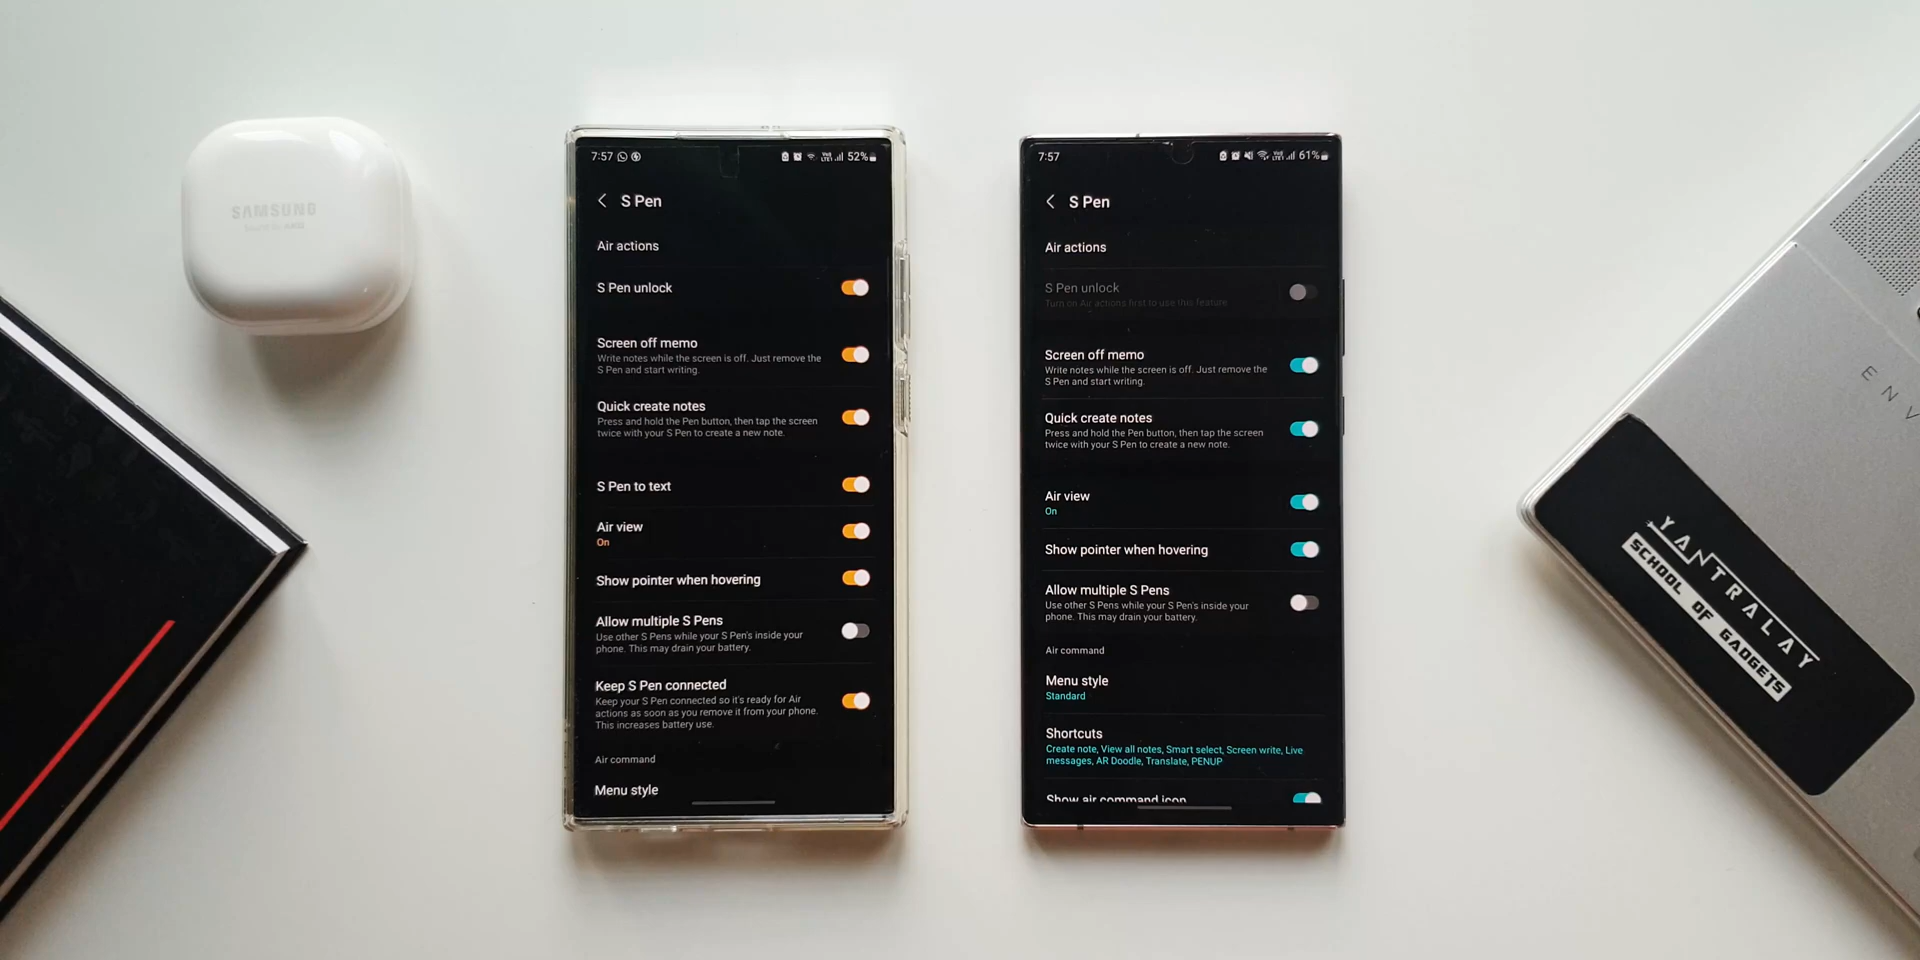 SAMSUNG
7:57
52%
S Pen
Air actions
S Pen unlock
Screen off memo
Write notes while the screen is off. Just remove the
S Pen and start writing.
Quick create notes
Press and hold the Pen button, then tap the screen
twice with your S Pen to create a new note.
S Pen to text
Air view
On
Show pointer when hovering
Allow multiple S Pens
Use other S Pens while your S Pen's inside your
phone. This may drain your battery.
Keep S Pen connected
Keep your S Pen connected so it's ready for Air
actions as soon as you remove it from your phone.
This increases battery use.
Air command
Menu style
7:57
61%
S Pen
Air actions
S Pen unlock
Turn on Air actions first to use this feature.
Screen off memo
Write notes while the screen is off. Just remove the
S Pen and start writing.
Quick create notes
Press and hold the Pen button, then tap the screen
twice with your S Pen to create a new note.
Air view
On
Show pointer when hovering
Allow multiple S Pens
Use other S Pens while your S Pen's inside your
phone. This may drain your battery.
Air command
Menu style
Standard
Shortcuts
Create note, View all notes, Smart select, Screen write, Live
messages, AR Doodle, Translate, PENUP
Show air command icon
ENV
YANTRALAY
SCHOOL OF GADGETS